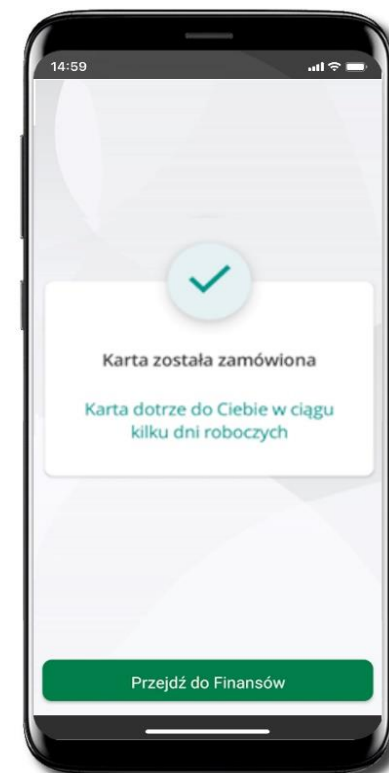 14:59
Karta została zamówiona
Karta dotrze do Ciebie w ciągu
kilku dni roboczych
Przejdź do Finansów